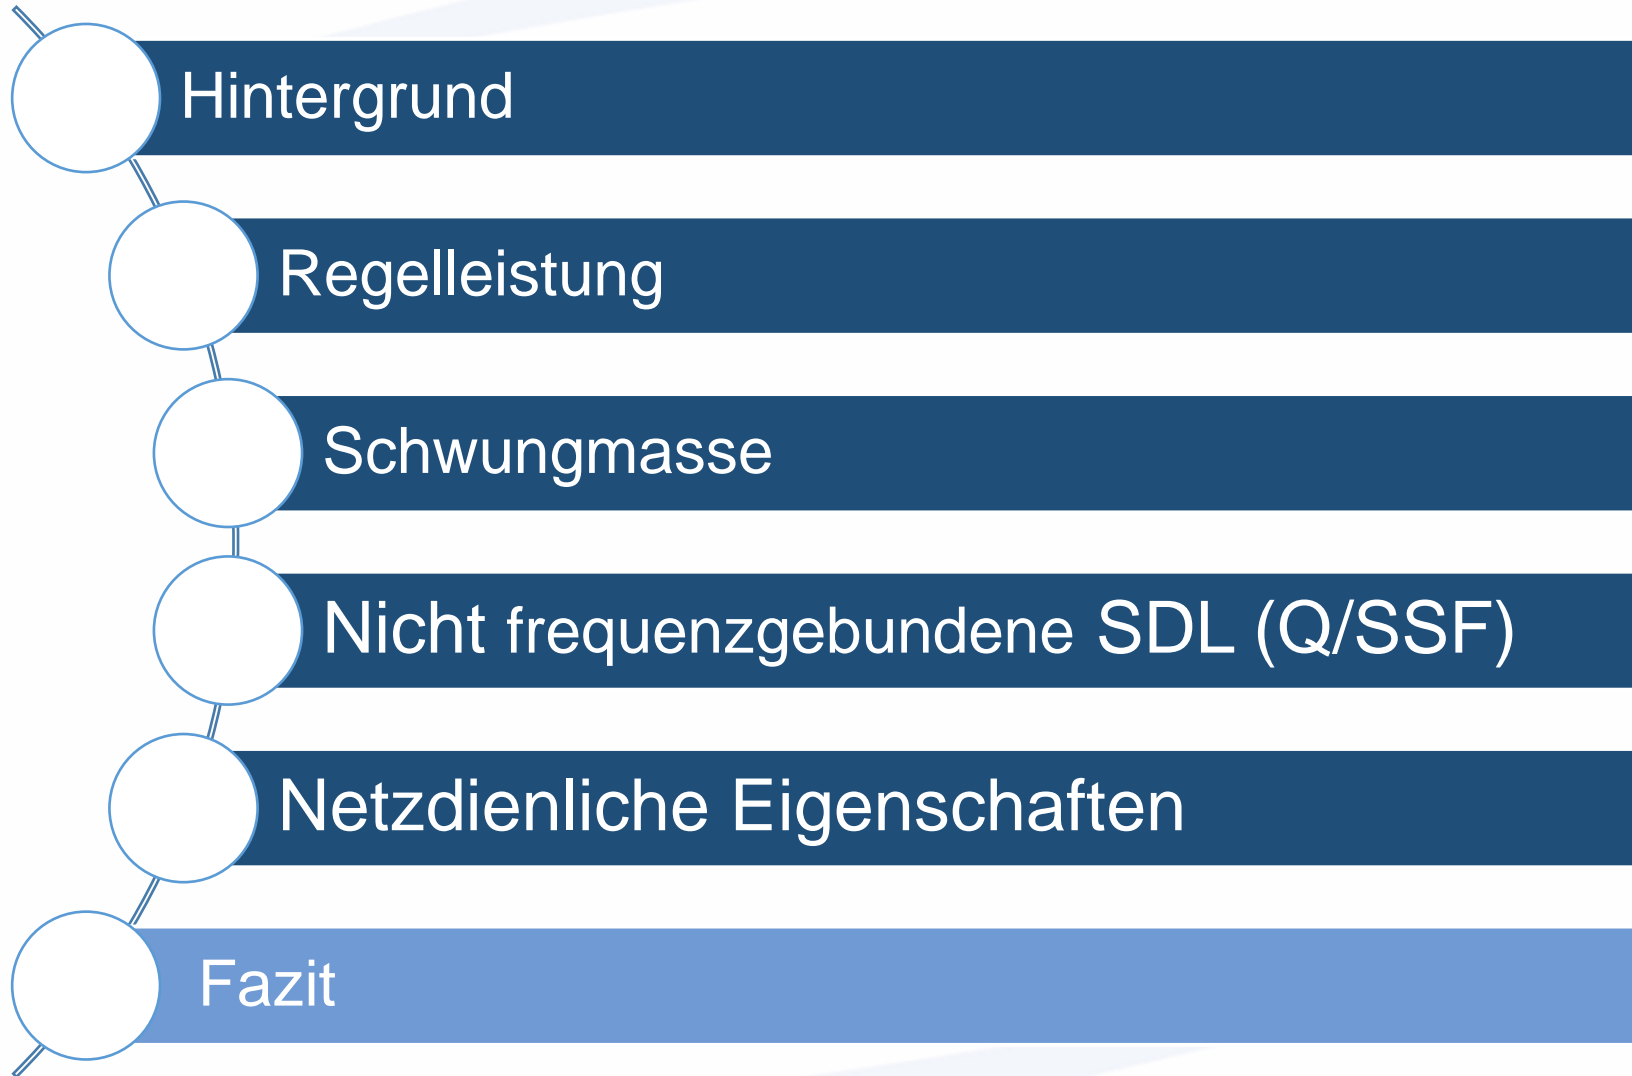 Hintergrund
Regelleistung
Schwungmasse
Nicht frequenzgebundene SDL (Q/SSF)
Netzdienliche Eigenschaften
Fazit